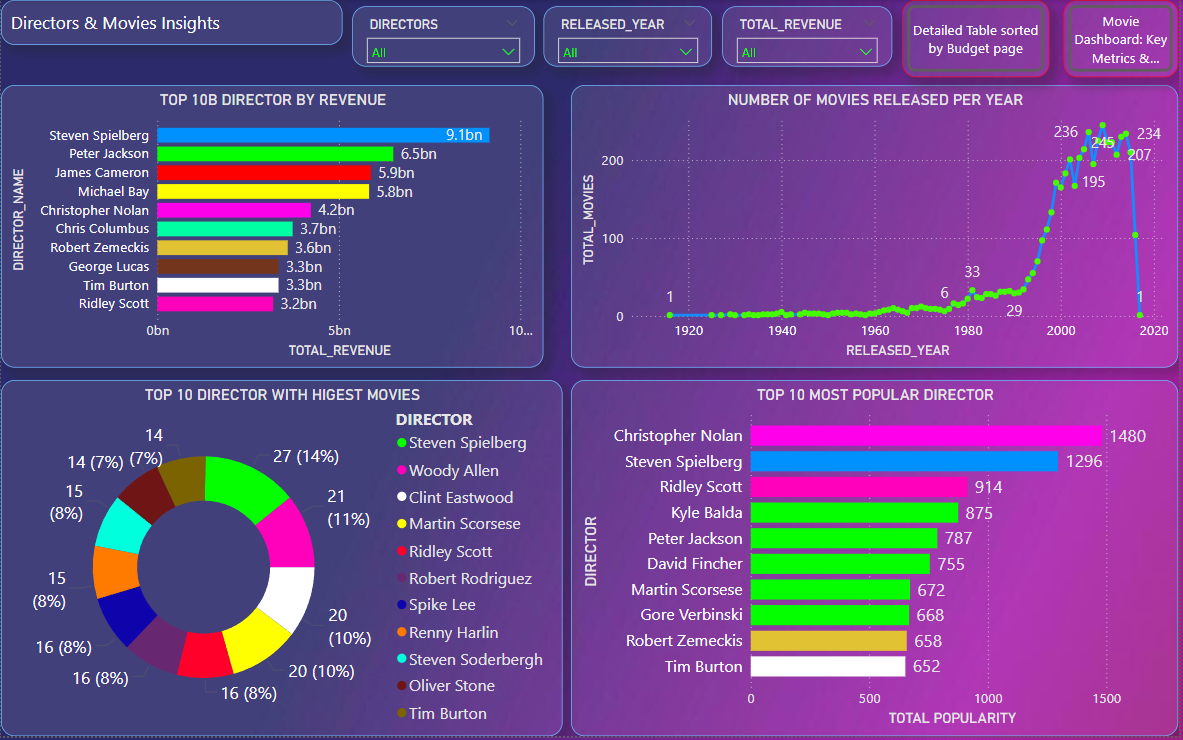 Directors & Movies Insights
DIRECTORS
All
RELEASED_YEAR
All
TOTAL_REVENUE
All
Detailed Table sorted
by Budget page
Movie
Dashboard: Key
Metrics &...
TOP 10B DIRECTOR BY REVENUE
DIRECTOR_NAME
Steven Spielberg 9.1bn
Peter Jackson 6.5bn
James Cameron 5.9bn
Michael Bay 5.8bn
Christopher Nolan 4.2bn
Chris Columbus 3.7bn
Robert Zemeckis 3.6bn
George Lucas 3.3bn
Tim Burton 3.3bn
Ridley Scott 3.2bn
0bn 5bn 10...
TOTAL_REVENUE
NUMBER OF MOVIES RELEASED PER YEAR
TOTAL_MOVIES
200
100
0
1
6
33
29
236
245
195
234
207
1
1920 1940 1960 1980 2000 2020
RELEASED_YEAR
TOP 10 DIRECTOR WITH HIGEST MOVIES
27 (14%)
21
(11%)
20
(10%)
20 (10%)
16 (8%)
16 (8%)
16 (8%)
15
(8%)
15
(8%)
14 (7%)
14
(7%)
DIRECTOR
Steven Spielberg
Woody Allen
Clint Eastwood
Martin Scorsese
Ridley Scott
Robert Rodriguez
Spike Lee
Renny Harlin
Steven Soderbergh
Oliver Stone
Tim Burton
TOP 10 MOST POPULAR DIRECTOR
DIRECTOR
Christopher Nolan 1480
Steven Spielberg 1296
Ridley Scott 914
Kyle Balda 875
Peter Jackson 787
David Fincher 755
Martin Scorsese 672
Gore Verbinski 668
Robert Zemeckis 658
Tim Burton 652
0 500 1000 1500
TOTAL POPULARITY